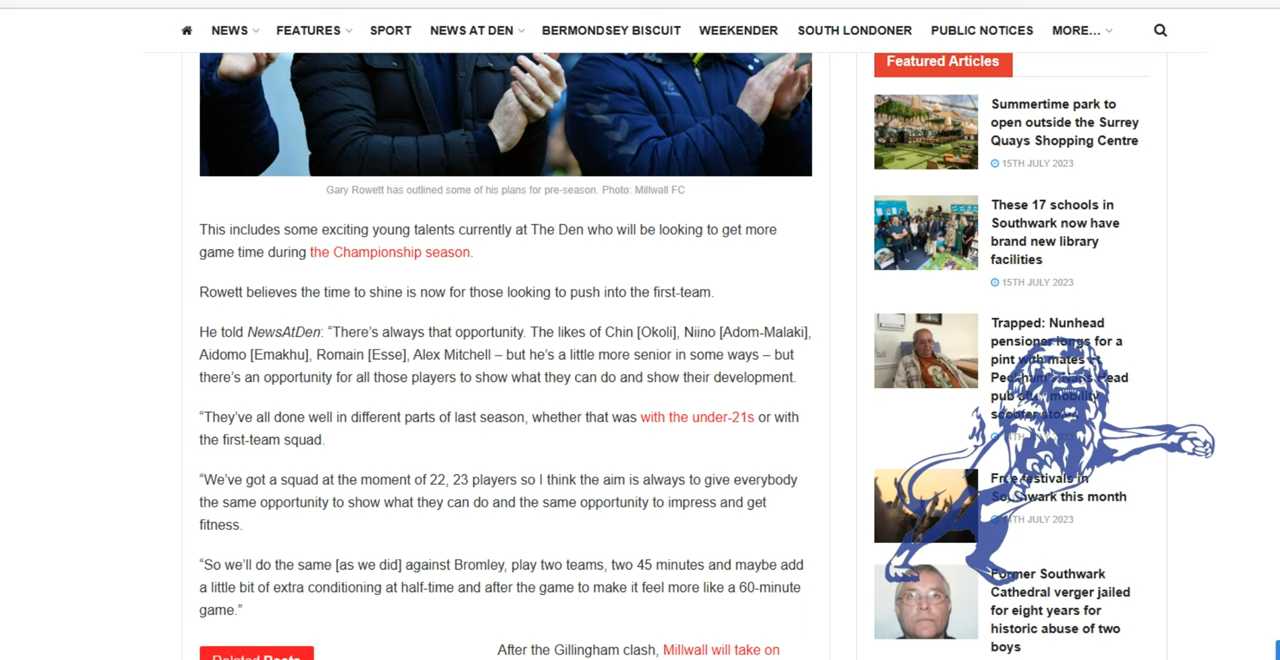 NEWS FEATURES SPORT NEWS AT DEN BERMONDSEY BISCUIT WEEKENDER SOUTH LONDONER PUBLIC NOTICES MORE...
Gary Rowett has outlined some of his plans for pre-season. Photo: Millwall FC
This includes some exciting young talents currently at The Den who will be looking to get more
game time during the Championship season.
Rowett believes the time to shine is now for those looking to push into the first-team.
He told NewsAtDen: “There’s always that opportunity. The likes of Chin [Okoli], Niino [Adom-Malaki],
Aidomo [Emakhu], Romain [Esse], Alex Mitchell – but he’s a little more senior in some ways – but
there’s an opportunity for all those players to show what they can do and show their development.
“They’ve all done well in different parts of last season, whether that was with the under-21s or with
the first-team squad.
“We’ve got a squad at the moment of 22, 23 players so I think the aim is always to give everybody
the same opportunity to show what they can do and the same opportunity to impress and get
fitness.
“So we’ll do the same [as we did] against Bromley, play two teams, two 45 minutes and maybe add
a little bit of extra conditioning at half-time and after the game to make it feel more like a 60-minute
game.”
Related Posts
After the Gillingham clash, Millwall will take on
Featured Articles
Summertime park to
open outside the Surrey
Quays Shopping Centre
15TH JULY 2023
These 17 schools in
Southwark now have
brand new library
facilities
15TH JULY 2023
Trapped: Nunhead
pensioner longs for a
pint with mates at
Peckham's Nags Head
pub after mobility
scooter
14TH JULY 2023
Free festivals in
Southwark this month
14TH JULY 2023
Former Southwark
Cathedral verger jailed
for eight years for
historic abuse of two
boys